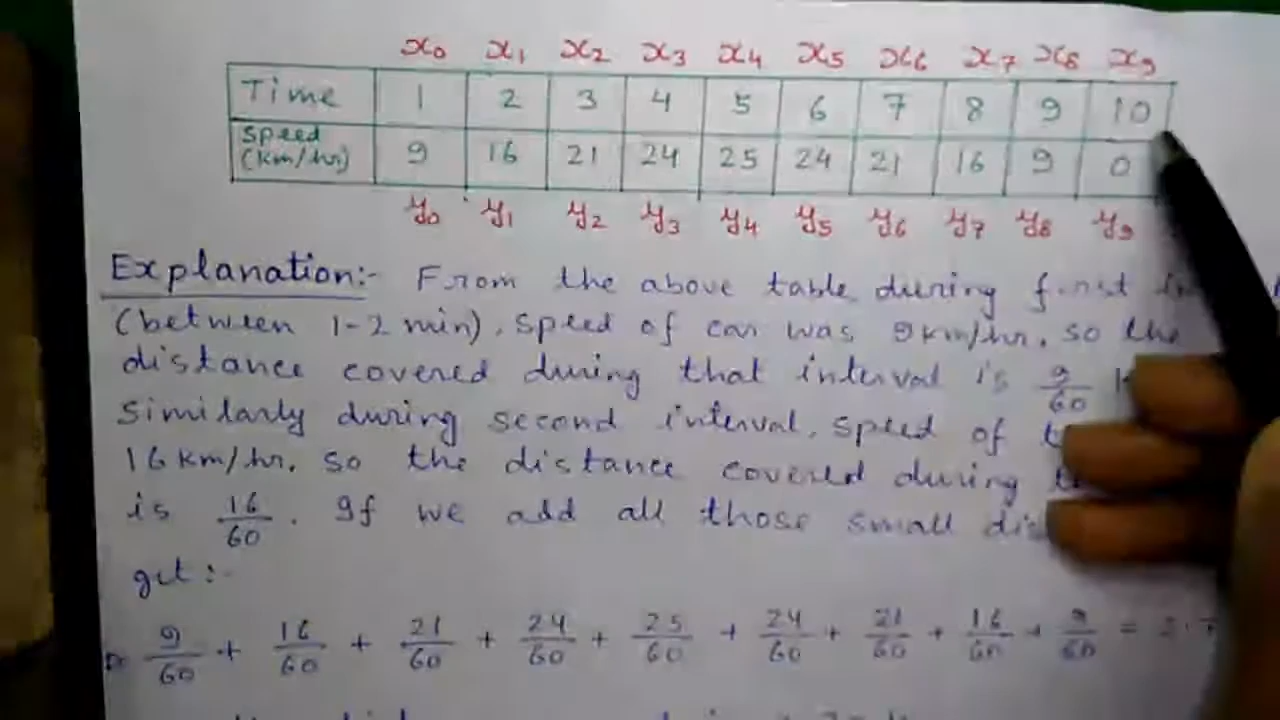 x₀ x₁ x₂ x₃ x₄ x₅ x₆ x₇ x₈ x₉
Time 1 2 3 4 5 6 7 8 9 10
Speed (km/hr) 9 16 21 24 25 24 21 16 9 0
y₀ y₁ y₂ y₃ y₄ y₅ y₆ y₇ y₈ y₉
Explanation:- From the above table, during first
(between 1-2 min), speed of car was 9km/hr. so the
distance covered during that interval is 9/60
Similarly during second interval, speed of
16 km/hr. so the distance covered during
is 16/60. If we add all those small
get:-
9/60 + 16/60 + 21/60 + 24/60 + 25/60 + 24/60 + 21/60 + 16/60 + 9/60 =